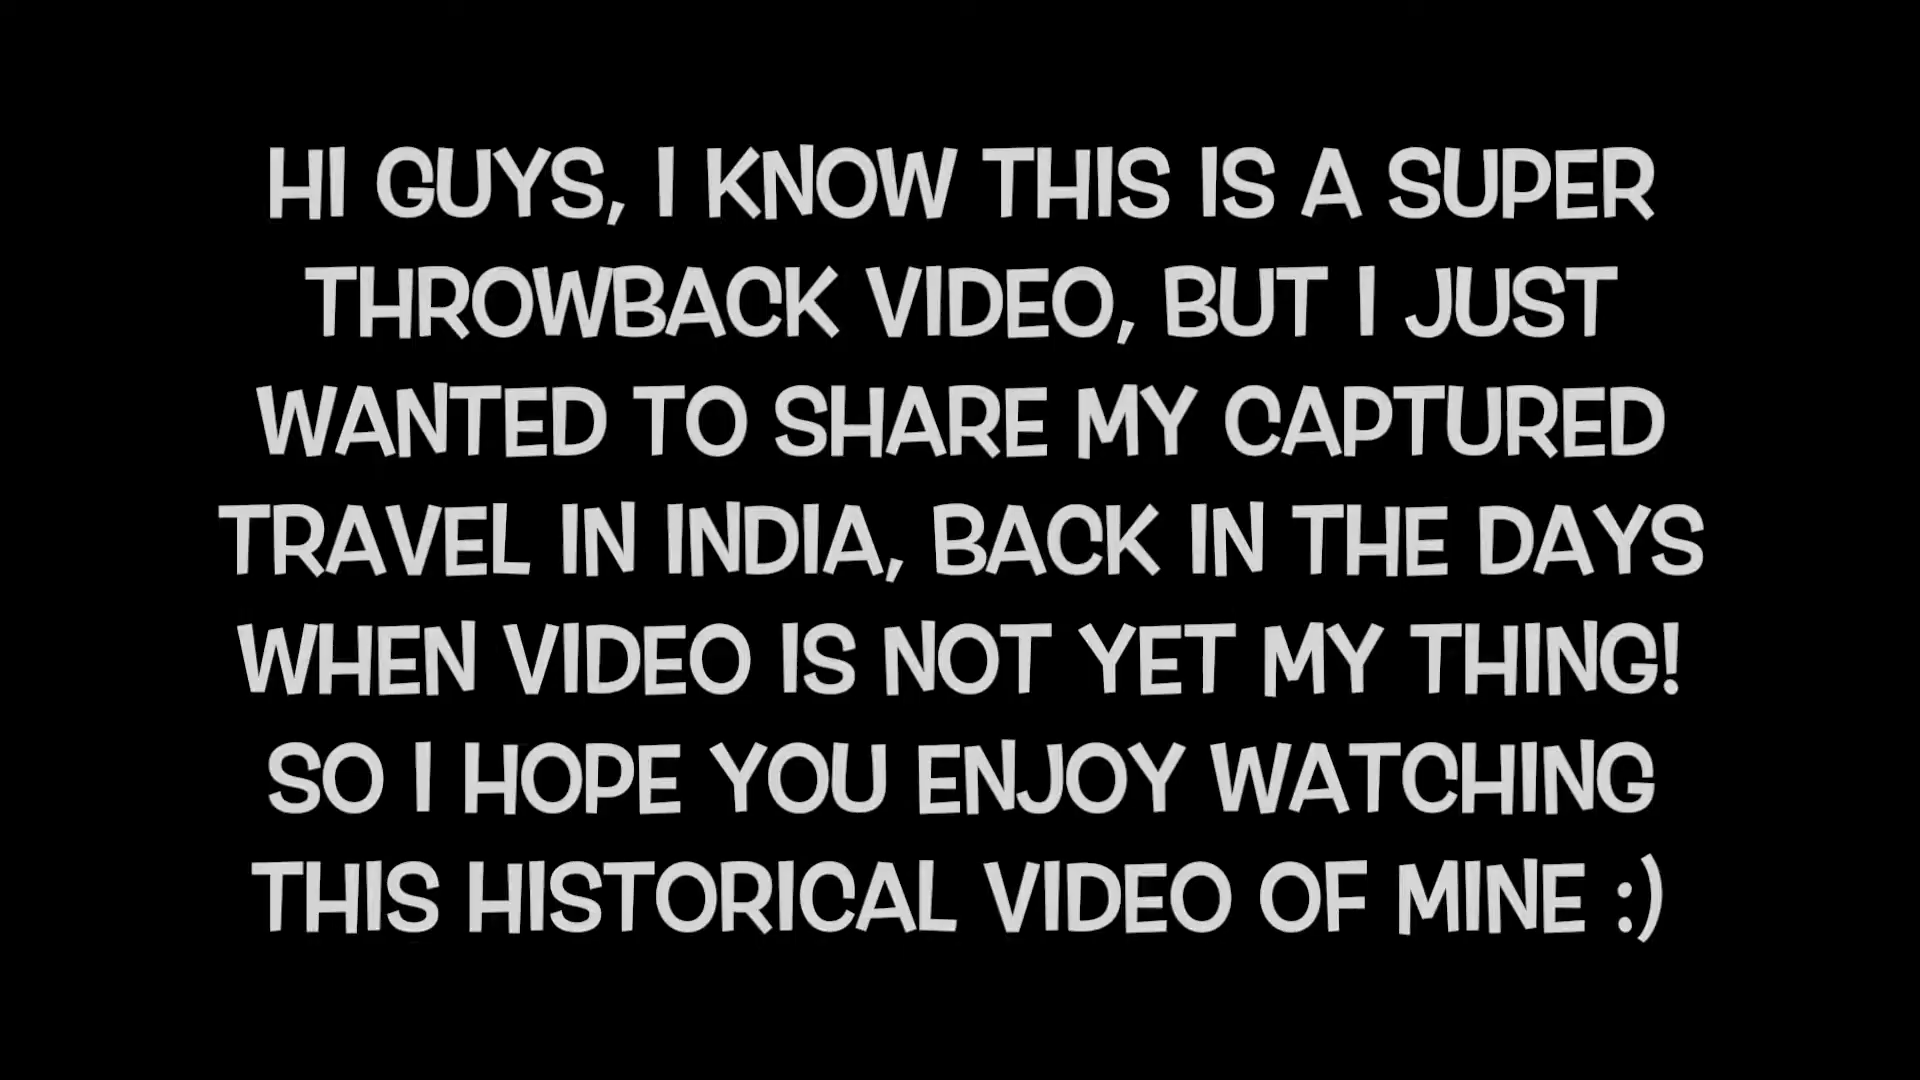 HI GUYS, I KNOW THIS IS A SUPER
THROWBACK VIDEO, BUT I JUST
WANTED TO SHARE MY CAPTURED
TRAVEL IN INDIA, BACK IN THE DAYS
WHEN VIDEO IS NOT YET MY THING!
SO I HOPE YOU ENJOY WATCHING
THIS HISTORICAL VIDEO OF MINE :)